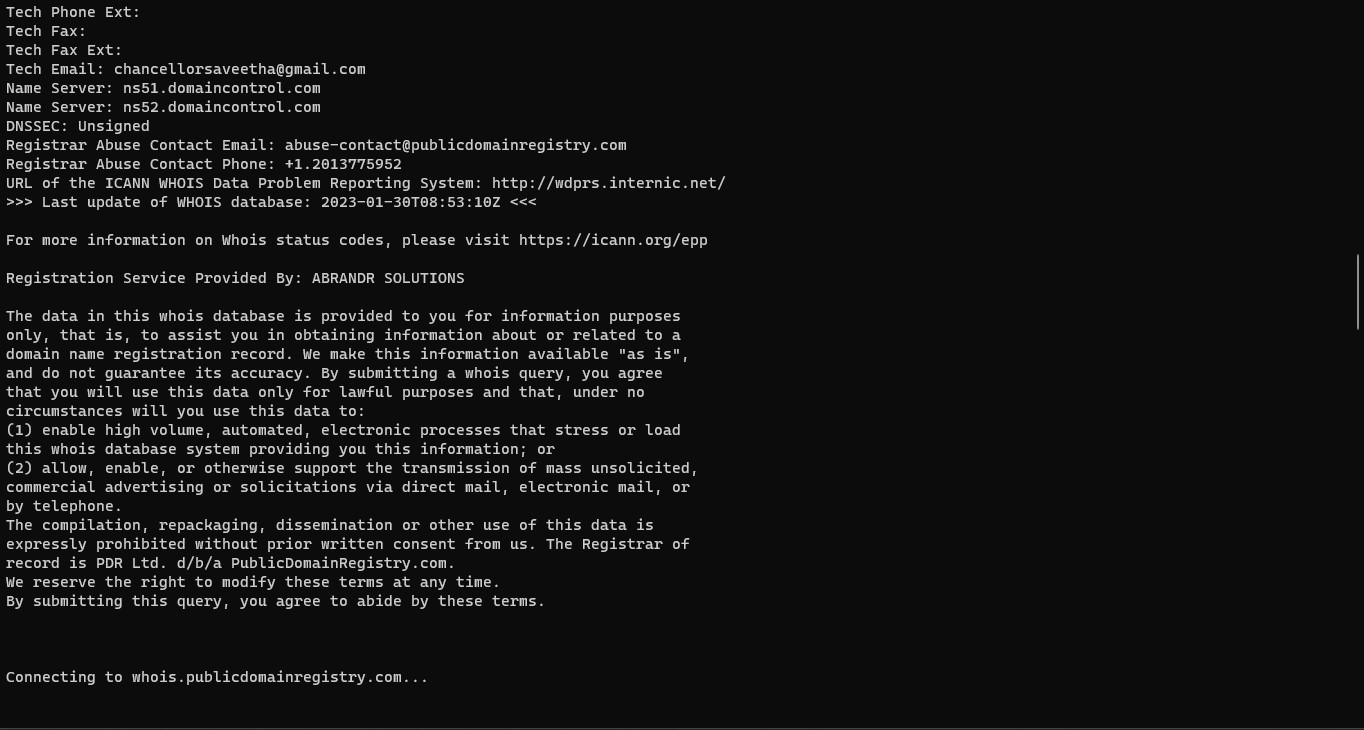 Tech Phone Ext:
Tech Fax:
Tech Fax Ext:
Tech Email: chancellorsaveetha@gmail.com
Name Server: ns51.domaincontrol.com
Name Server: ns52.domaincontrol.com
DNSSEC: Unsigned
Registrar Abuse Contact Email: abuse-contact@publicdomainregistry.com
Registrar Abuse Contact Phone: +1.2013775952
URL of the ICANN WHOIS Data Problem Reporting System: http://wdprs.internic.net/
>>> Last update of WHOIS database: 2023-01-30T08:53:10Z <<<
For more information on Whois status codes, please visit https://icann.org/epp
Registration Service Provided By: ABRANDR SOLUTIONS
The data in this whois database is provided to you for information purposes
only, that is, to assist you in obtaining information about or related to a
domain name registration record. We make this information available "as is",
and do not guarantee its accuracy. By submitting a whois query, you agree
that you will use this data only for lawful purposes and that, under no
circumstances will you use this data to:
(1) enable high volume, automated, electronic processes that stress or load
this whois database system providing you this information; or
(2) allow, enable, or otherwise support the transmission of mass unsolicited,
commercial advertising or solicitations via direct mail, electronic mail, or
by telephone.
The compilation, repackaging, dissemination or other use of this data is
expressly prohibited without prior written consent from us. The Registrar of
record is PDR Ltd. d/b/a PublicDomainRegistry.com.
We reserve the right to modify these terms at any time.
By submitting this query, you agree to abide by these terms.
Connecting to whois.publicdomainregistry.com...